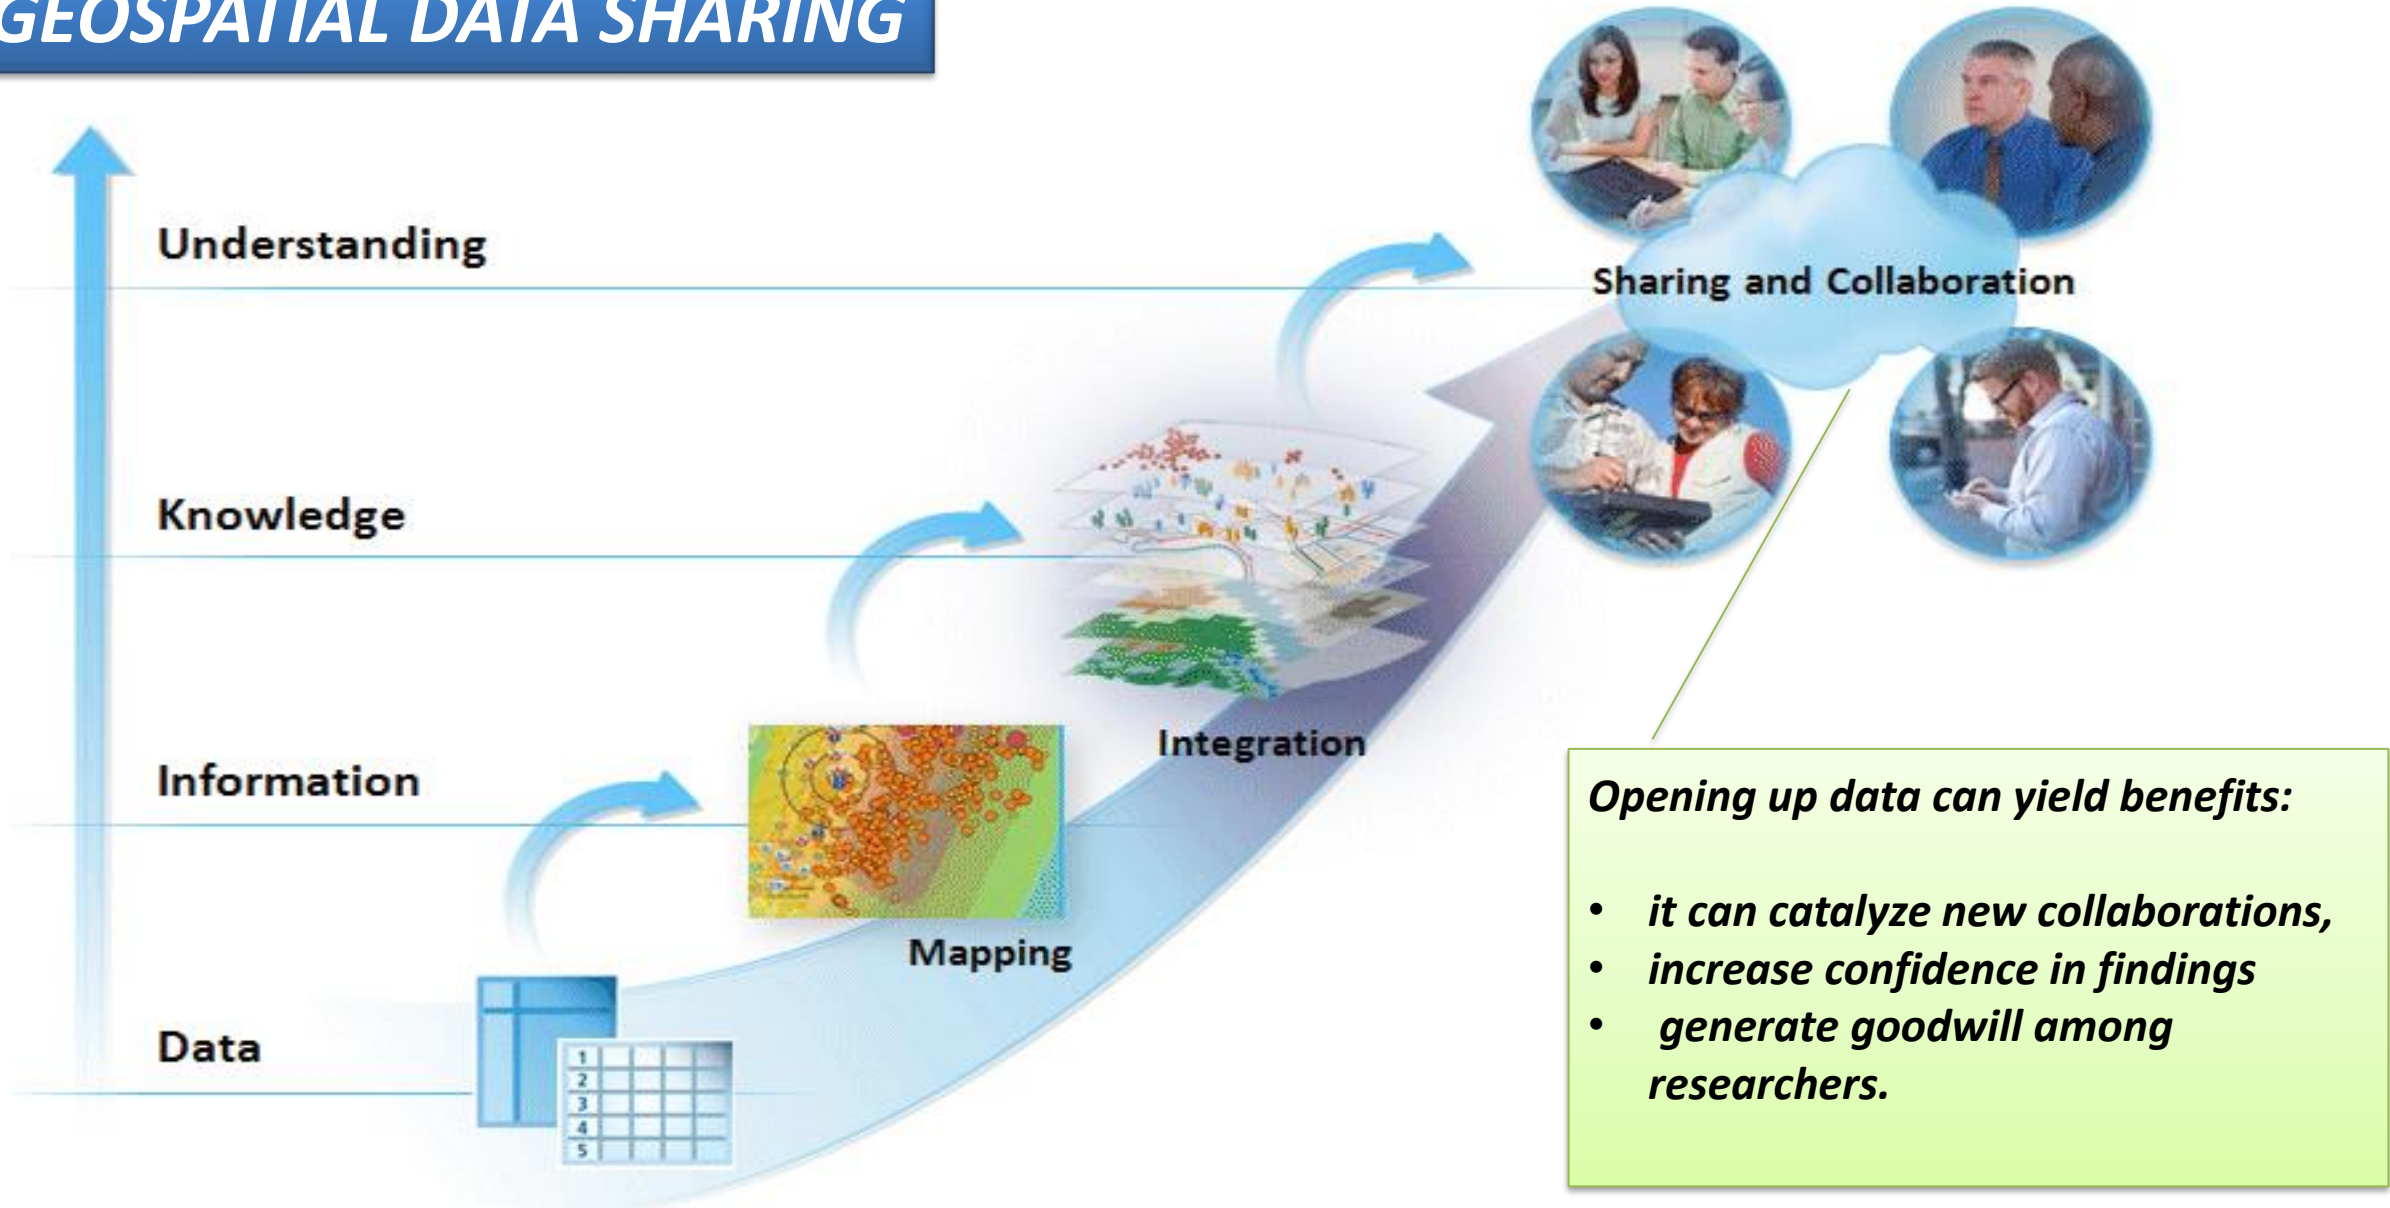 GEOSPATIAL DATA SHARING
Understanding
Sharing and Collaboration
Knowledge
Integration
Information
Opening up data can yield benefits:
• it can catalyze new collaborations,
• increase confidence in findings
• generate goodwill among
researchers.
Mapping
Data
1
2
3
4
5